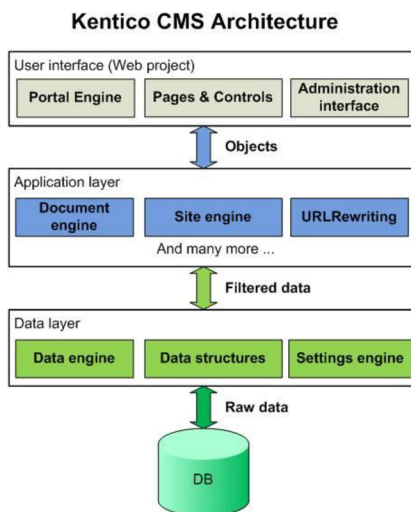 Kentico CMS Architecture
User interface (Web project)
Portal Engine
Pages & Controls
Administration
interface
Objects
Application layer
Document
engine
Site engine
URLRewriting
And many more ...
Filtered data
Data layer
Data engine
Data structures
Settings engine
Raw data
DB